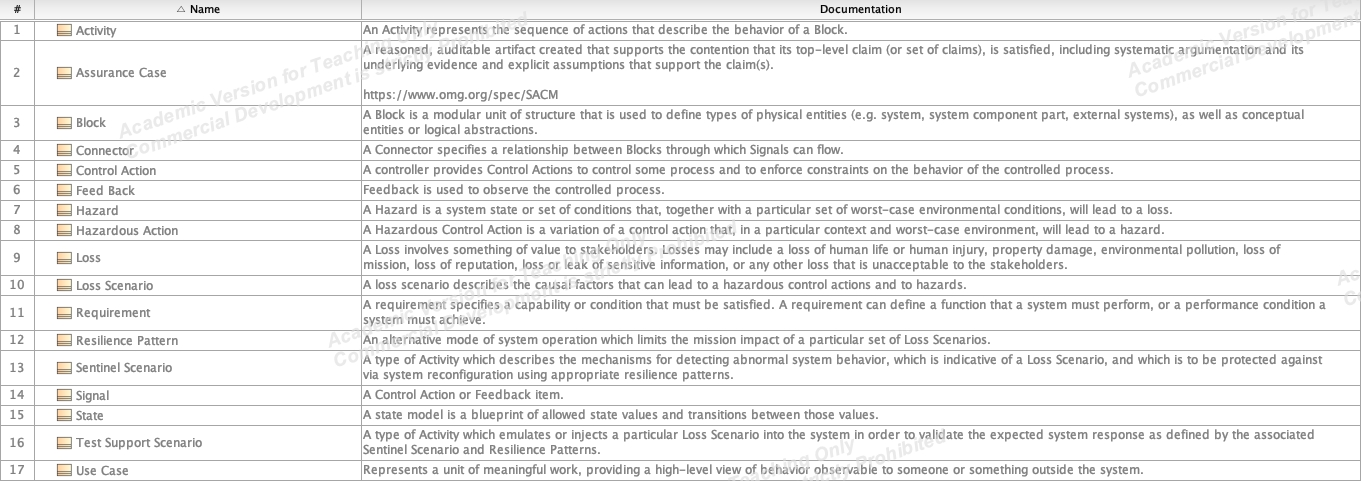 # Name Documentation
1 Activity An Activity represents the sequence of actions that describe the behavior of a Block.
2 Assurance Case A reasoned, auditable artifact created that supports the contention that its top-level claim (or set of claims), is satisfied, including systematic argumentation and its
underlying evidence and explicit assumptions that support the claim(s).
https://www.omg.org/spec/SACM
3 Block A Block is a modular unit of structure that is used to define types of physical entities (e.g. system, system component part, external systems), as well as conceptual
entities or logical abstractions.
4 Connector A Connector specifies a relationship between Blocks through which Signals can flow.
5 Control Action A controller provides Control Actions to control some process and to enforce constraints on the behavior of the controlled process.
6 Feed Back Feedback is used to observe the controlled process.
7 Hazard A Hazard is a system state or set of conditions that, together with a particular set of worst-case environmental conditions, will lead to a loss.
8 Hazardous Action A Hazardous Control Action is a variation of a control action that, in a particular context and worst-case environment, will lead to a hazard.
9 Loss A Loss involves something of value to stakeholders. Losses may include a loss of human life or human injury, property damage, environmental pollution, loss of
mission, loss of reputation, loss or leak of sensitive information, or any other loss that is unacceptable to the stakeholders.
10 Loss Scenario A loss scenario describes the causal factors that can lead to a hazardous control actions and to hazards.
11 Requirement A requirement specifies a capability or condition that must be satisfied. A requirement can define a function that a system must perform, or a performance condition a
system must achieve.
12 Resilience Pattern An alternative mode of system operation which limits the mission impact of a particular set of Loss Scenarios.
13 Sentinel Scenario A type of Activity which describes the mechanisms for detecting abnormal system behavior, which is indicative of a Loss Scenario, and which is to be protected against
via system reconfiguration using appropriate resilience patterns.
14 Signal A Control Action or Feedback item.
15 State A state model is a blueprint of allowed state values and transitions between those values.
16 Test Support Scenario A type of Activity which emulates or injects a particular Loss Scenario into the system in order to validate the expected system response as defined by the associated
Sentinel Scenario and Resilience Patterns.
17 Use Case Represents a unit of meaningful work, providing a high-level view of behavior observable to someone or something outside the system.
Academic Version for Teaching Only
Commercial Development is strictly Prohibited
Academic Version for Tea
Commercial Development
Academic Version for Teaching Only
Commercial Development is strictly Prohibited
Teaching Only
Prohibited